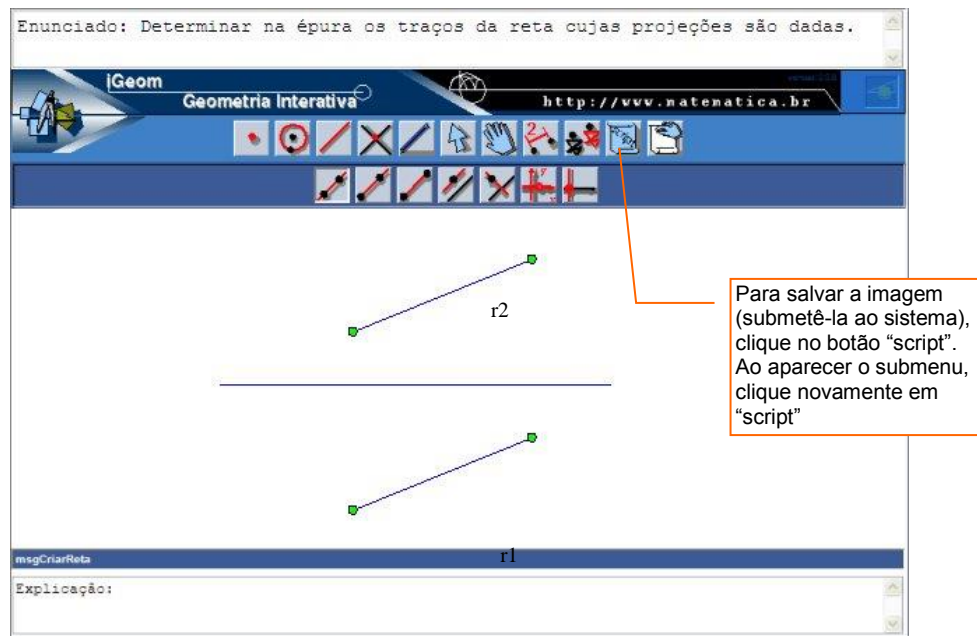 Enunciado: Determinar na épura os traços da reta cujas projeções são dadas.
iGeom
Geometria Interativa
http://www.matematica.br
r2
Para salvar a imagem
(submetê-la ao sistema),
clique no botão “script”.
Ao aparecer o submenu,
clique novamente em
“script”
r1
msgCriarReta
Explicação: